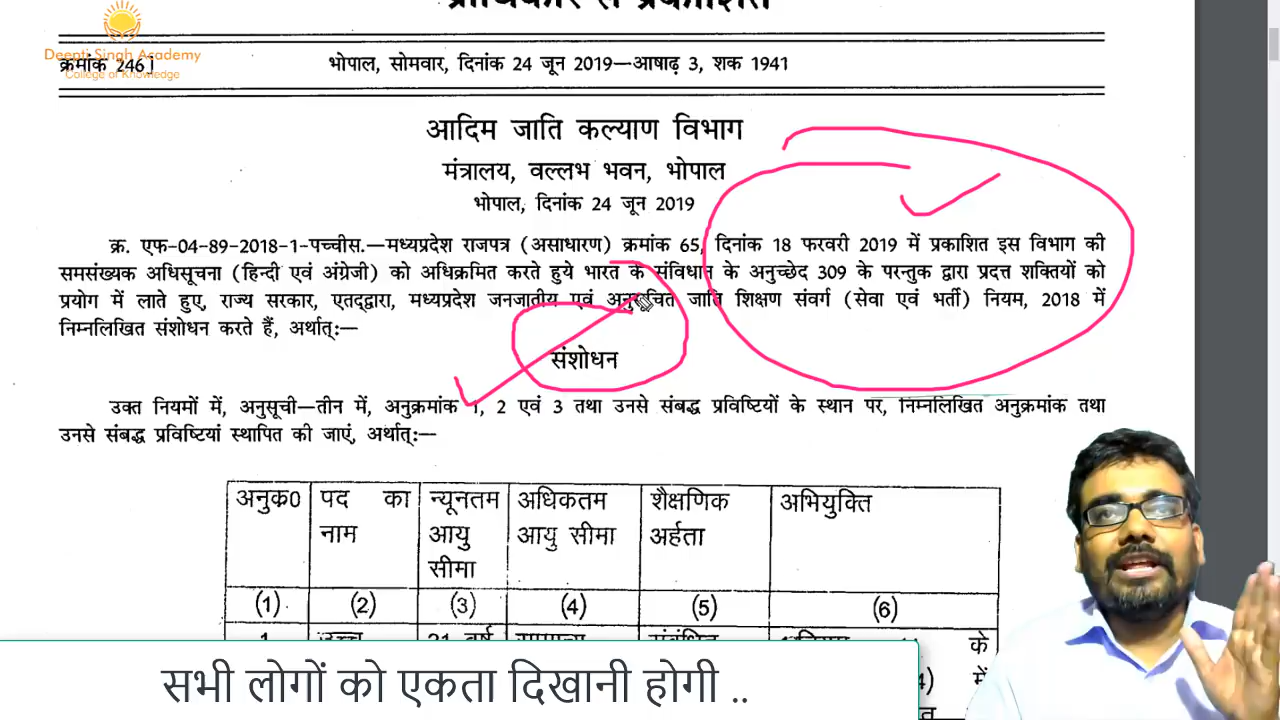 प्राधिकार से प्रकाशित
Deepti Singh Academy
College of Knowledge
क्रमांक 246]
भोपाल, सोमवार, दिनांक 24 जून 2019—आषाढ़ 3, शक 1941
आदिम जाति कल्याण विभाग
मंत्रालय, वल्लभ भवन, भोपाल
भोपाल, दिनांक 24 जून 2019
क्र. एफ-04-89-2018-1-पच्चीस.—मध्यप्रदेश राजपत्र (असाधारण) क्रमांक 65, दिनांक 18 फरवरी 2019 में प्रकाशित इस विभाग की
समसंख्यक अधिसूचना (हिन्दी एवं अंग्रेजी) को अधिक्रमित करते हुये भारत के संविधान के अनुच्छेद 309 के परन्तुक द्वारा प्रदत्त शक्तियों को
प्रयोग में लाते हुए, राज्य सरकार, एतद्द्वारा, मध्यप्रदेश जनजातीय एवं अनुसूचित जाति शिक्षण संवर्ग (सेवा एवं भर्ती) नियम, 2018 में
निम्नलिखित संशोधन करते हैं, अर्थात्:—
संशोधन
उक्त नियमों में, अनुसूची—तीन में, अनुक्रमांक 1, 2 एवं 3 तथा उनसे संबद्ध प्रविष्टियों के स्थान पर, निम्नलिखित अनुक्रमांक तथा
उनसे संबद्ध प्रविष्टियां स्थापित की जाएं, अर्थात्:—
अनुक्र0 पद का न्यूनतम अधिकतम शैक्षणिक अभियुक्ति
नाम आयु आयु सीमा अर्हता
सीमा
(1) (2) (3) (4) (5) (6)
के
4) में
सभी लोगों को एकता दिखानी होगी ..